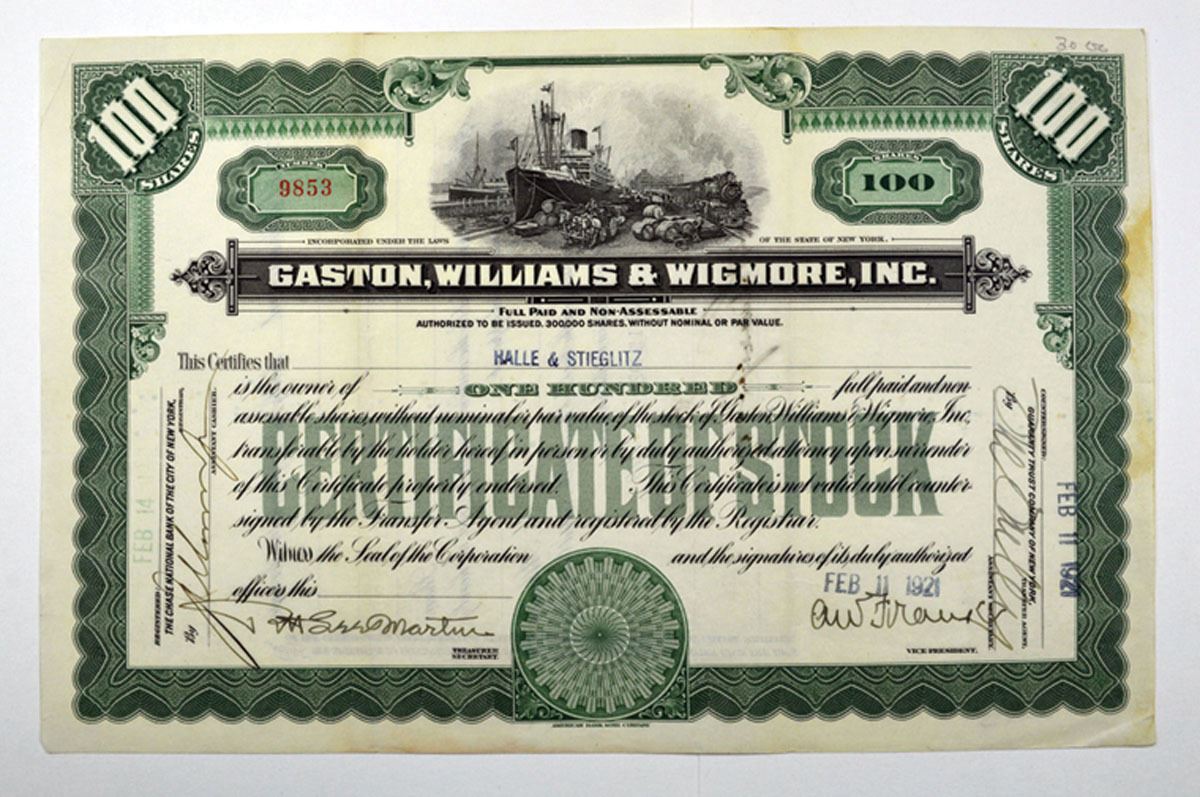 100
SHARES
NUMBER
9853
SHARES
100
100
SHARES
INCORPORATED UNDER THE LAWS OF THE STATE OF NEW YORK.
GASTON, WILLIAMS & WIGMORE, INC.
FULL PAID AND NON-ASSESSABLE
AUTHORIZED TO BE ISSUED, 300,000 SHARES, WITHOUT NOMINAL OR PAR VALUE.
This Certifies that HALLE & STIEGLITZ
is the owner of ONE HUNDRED full paid and non-
assessable shares, without nominal or par value of the stock of Gaston, Williams & Wigmore, Inc.
transferable by the holder hereof in person or by duly authorized attorney upon surrender
of this Certificate properly endorsed. This Certificate is not valid until counter-
signed by the Transfer Agent and registered by the Registrar.
CERTIFICATE OF STOCK
Witness the Seal of the Corporation and the signatures of its duly authorized
officers this FEB 11 1921
TREASURER
SECRETARY.
VICE PRESIDENT.
AMERICAN BANK NOTE COMPANY
REGISTERED
THE CHASE NATIONAL BANK OF THE CITY OF NEW YORK,
REGISTRAR,
By
ASSISTANT CASHIER.
FEB 14
COUNTERSIGNED:
GUARANTY TRUST COMPANY OF NEW YORK,
TRANSFER AGENT,
By
ASSISTANT SECRETARY.
FEB 11 1921